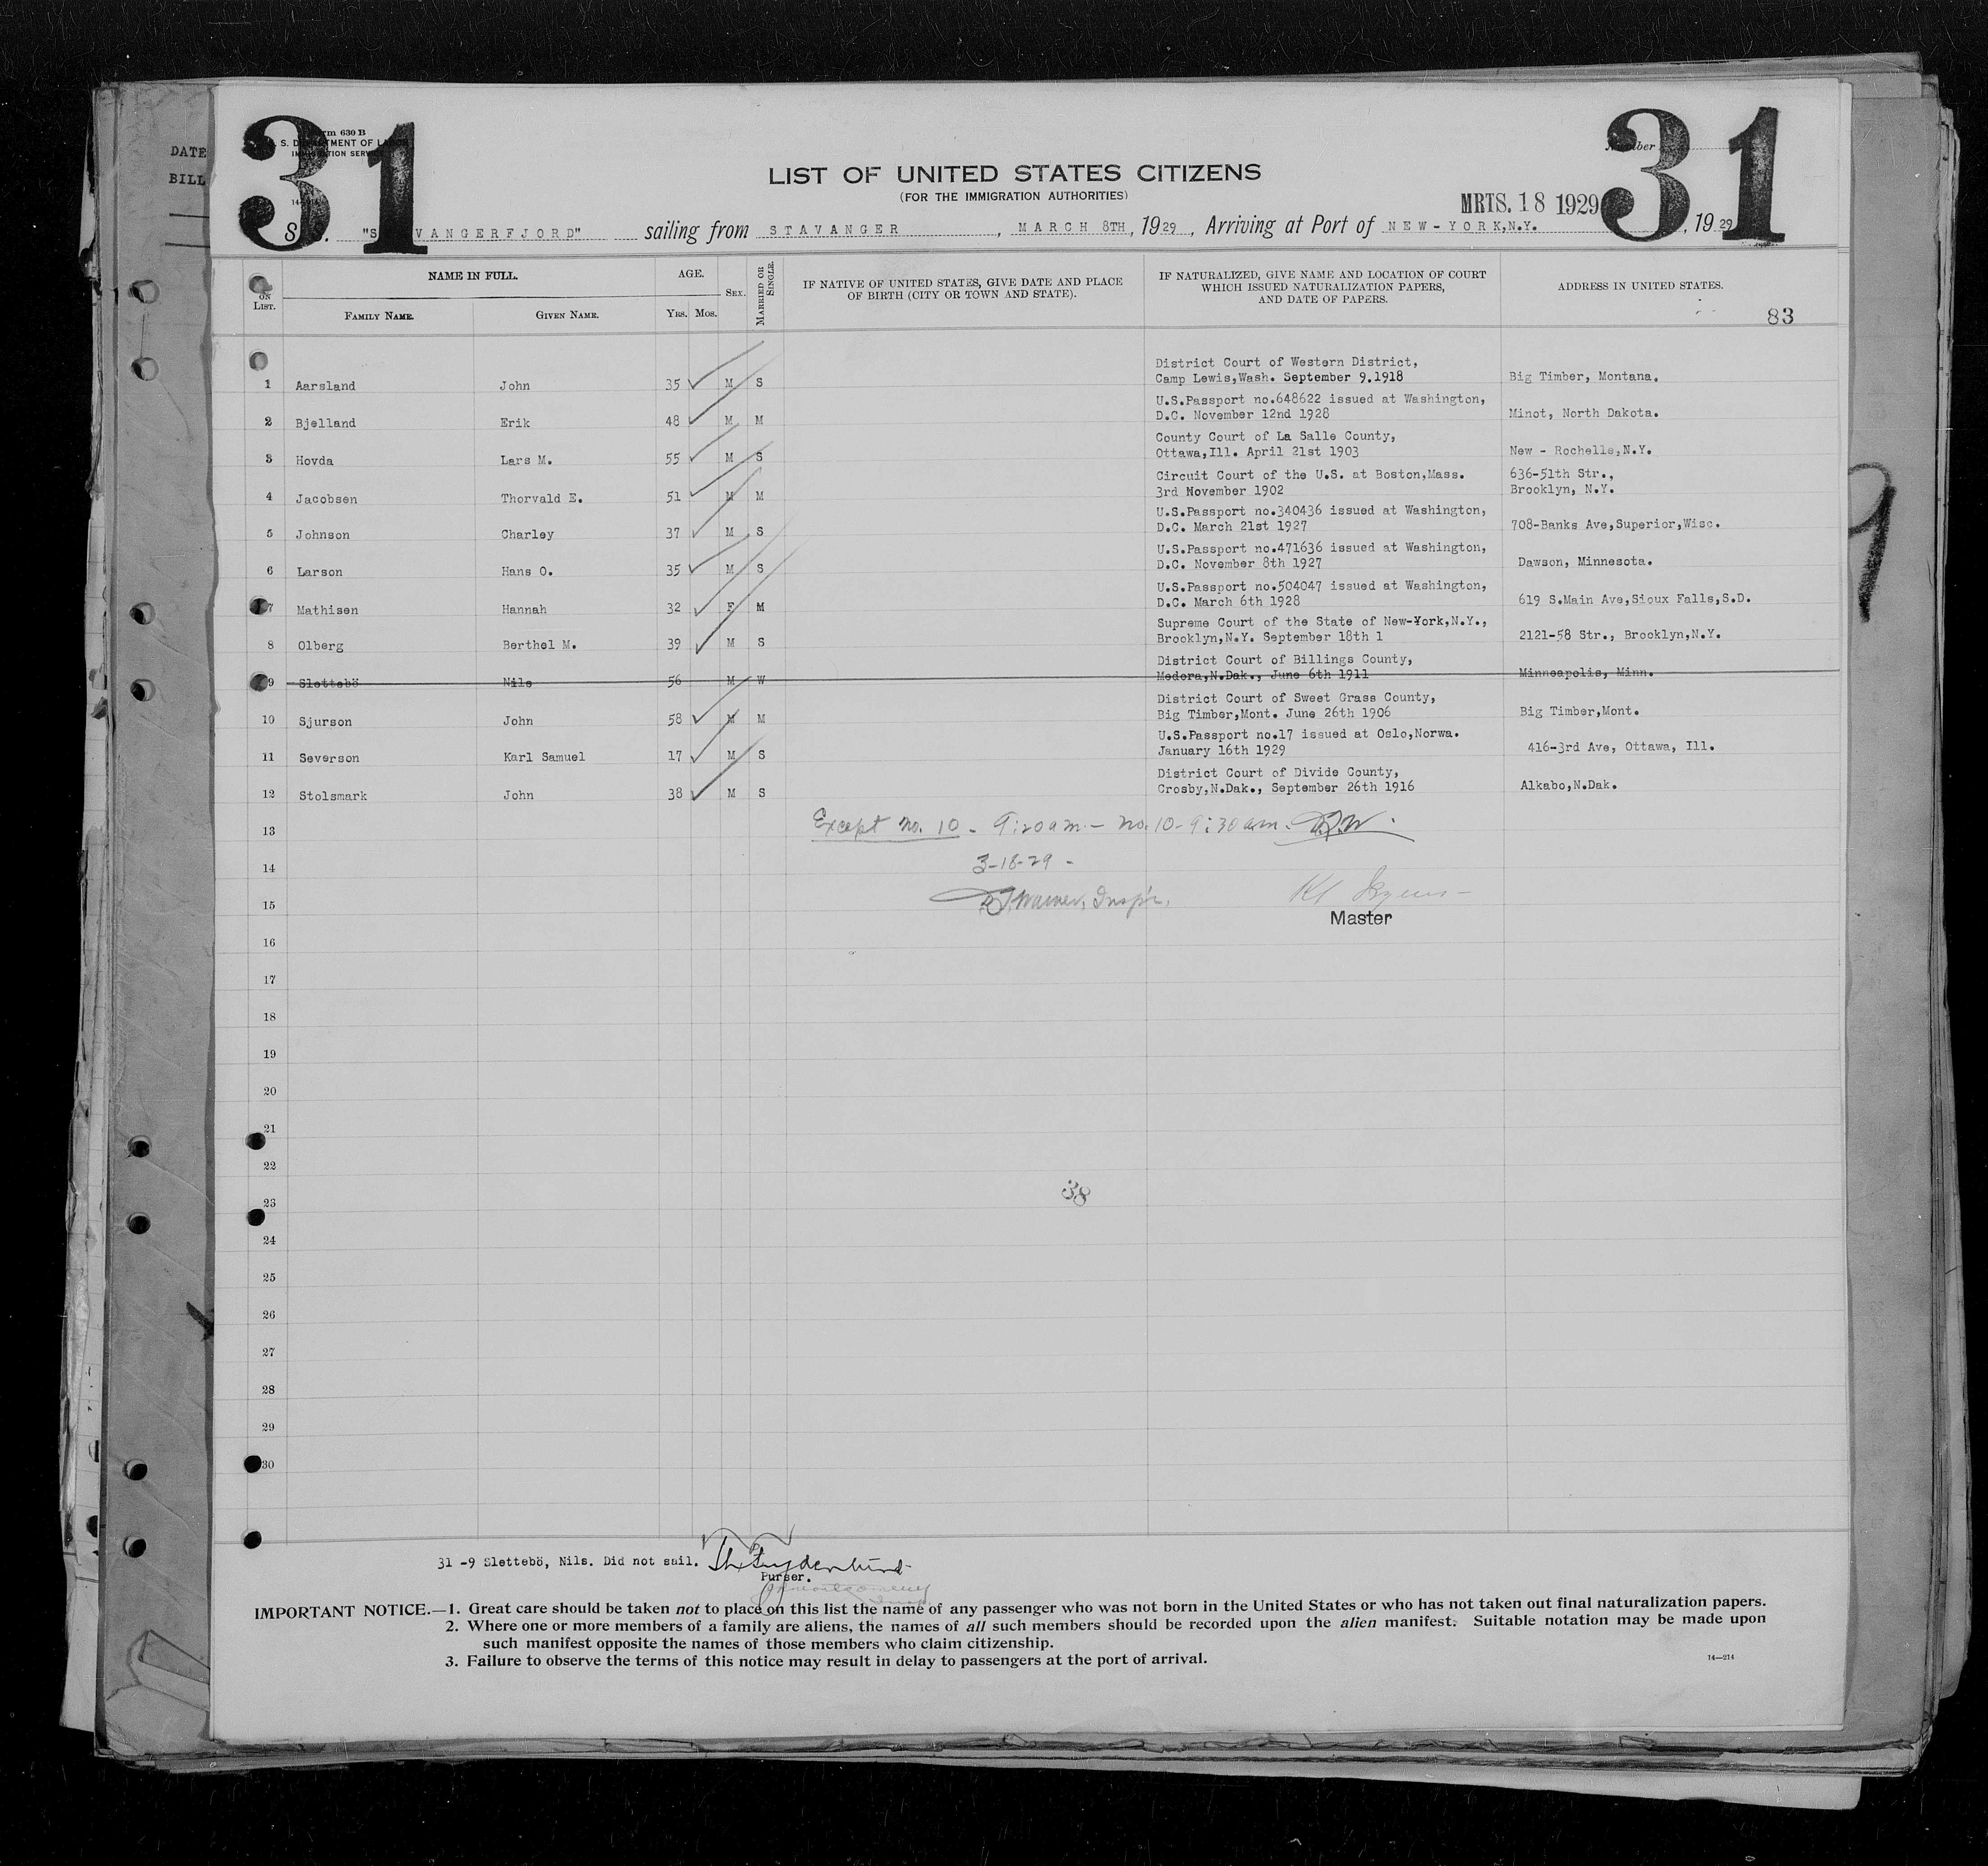 31
31
DATE
BILL
rm 630 B
S. DEPARTMENT OF LABOR
IMMIGRATION SERVICE
Number
LIST OF UNITED STATES CITIZENS
(FOR THE IMMIGRATION AUTHORITIES)
MRTS. 18 1929
S. "S VANGERFJORD" sailing from STAVANGER, MARCH 8TH, 1929, Arriving at Port of NEW-YORK,N.Y. , 1929
ON LIST. NAME IN FULL. AGE. SEX. MARRIED OR SINGLE. IF NATIVE OF UNITED STATES, GIVE DATE AND PLACE OF BIRTH (CITY OR TOWN AND STATE). IF NATURALIZED, GIVE NAME AND LOCATION OF COURT WHICH ISSUED NATURALIZATION PAPERS, AND DATE OF PAPERS. ADDRESS IN UNITED STATES.
FAMILY NAME. GIVEN NAME. YRS. MOS. 83
District Court of Western District,
1 Aarsland John 35 M S Camp Lewis,Wash. September 9.1918 Big Timber, Montana.
U.S.Passport no.648622 issued at Washington,
2 Bjelland Erik 48 M M D.C. November 12nd 1928 Minot, North Dakota.
County Court of La Salle County,
3 Hovda Lars M. 55 M S Ottawa,Ill. April 21st 1903 New - Rochelle,N.Y.
Circuit Court of the U.S. at Boston,Mass. 636-51th Str.,
4 Jacobsen Thorvald E. 51 M M 3rd November 1902 Brooklyn, N.Y.
U.S.Passport no.340436 issued at Washington,
5 Johnson Charley 37 M S D.C. March 21st 1927 708-Banks Ave,Superior,Wisc.
U.S.Passport no.471636 issued at Washington,
6 Larson Hans O. 35 M S D.C. November 8th 1927 Dawson, Minnesota.
U.S.Passport no.504047 issued at Washington,
7 Mathisen Hannah 32 F M D.C. March 6th 1928 619 S.Main Ave,Sioux Falls,S.D.
Supreme Court of the State of New-York,N.Y.,
8 Olberg Berthel M. 39 M S Brooklyn,N.Y. September 18th 1 2121-58 Str., Brooklyn,N.Y.
District Court of Billings County,
9 Slettebö Nils 56 M W Medora,N.Dak., June 6th 1911 Minneapolis, Minn.
District Court of Sweet Grass County,
10 Sjurson John 58 M M Big Timber,Mont. June 26th 1906 Big Timber,Mont.
U.S.Passport no.17 issued at Oslo,Norwa.
11 Severson Karl Samuel 17 M S January 16th 1929 416-3rd Ave, Ottawa, Ill.
District Court of Divide County,
12 Stolsmark John 38 M S Crosby,N.Dak., September 26th 1916 Alkabo,N.Dak.
13 Except no. 10 - 9:20 a m - no. 10 - 9:30 am.
14 3-18-29 -
15 Warner, Insp'r.
Master
16
17
18
19
20
21
22
23
38
24
25
26
27
28
29
30
31 -9 Slettebö, Nils. Did not sail.
Purser.
IMPORTANT NOTICE.—1. Great care should be taken not to place on this list the name of any passenger who was not born in the United States or who has not taken out final naturalization papers.
2. Where one or more members of a family are aliens, the names of all such members should be recorded upon the alien manifest. Suitable notation may be made upon
such manifest opposite the names of those members who claim citizenship.
3. Failure to observe the terms of this notice may result in delay to passengers at the port of arrival.
14—214